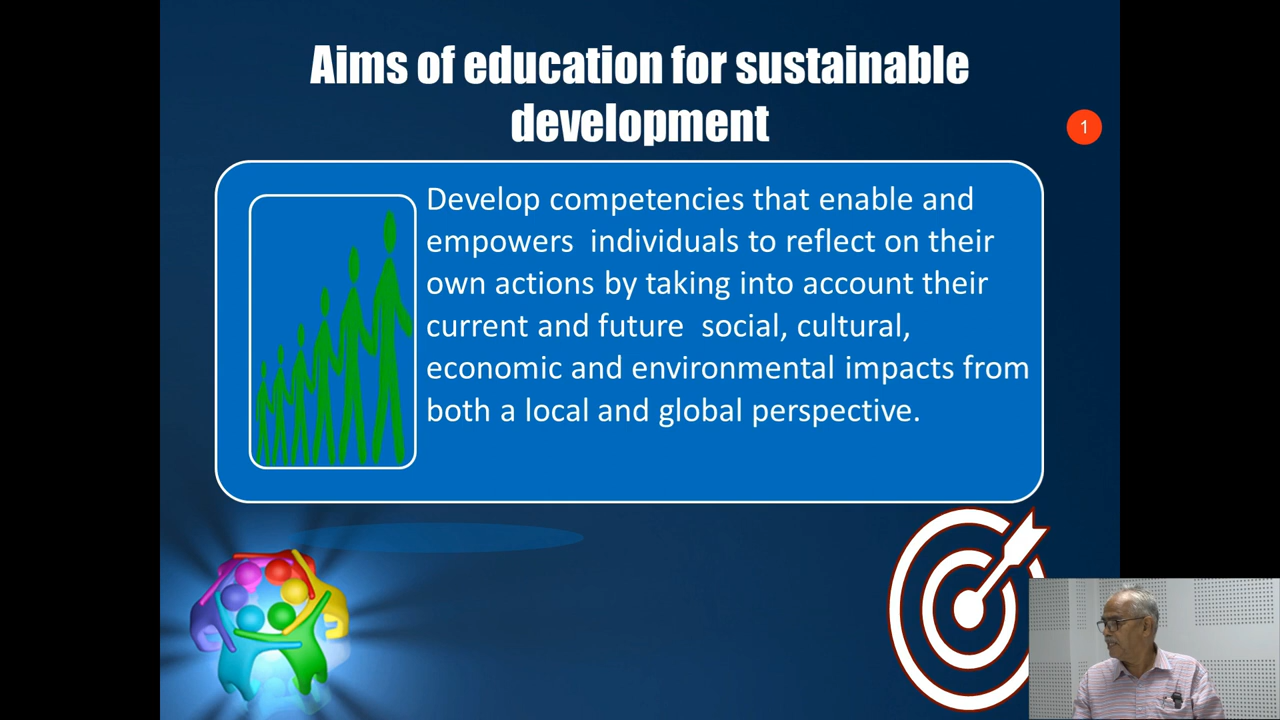 Aims of education for sustainable
development
1
Develop competencies that enable and
empowers  individuals to reflect on their
own actions by taking into account their
current and future  social, cultural,
economic and environmental impacts from
both a local and global perspective.